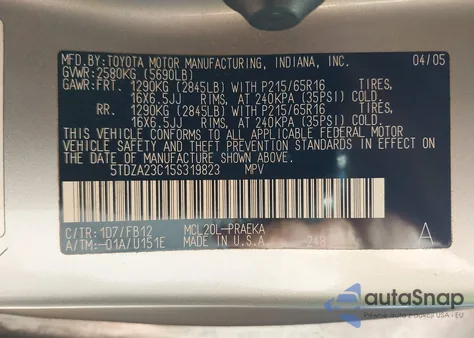 MFD.BY: TOYOTA MOTOR MANUFACTURING, INDIANA, INC. 04/05
GVWR: 2580KG (5690LB)
GAWR: FRT. 1290KG (2845LB) WITH P215/65R16 TIRES,
16X6.5JJ RIMS, AT 240KPA (35PSI) COLD.
RR. 1290KG (2845LB) WITH P215/65R16 TIRES,
16X6.5JJ RIMS, AT 240KPA (35PSI) COLD.
THIS VEHICLE CONFORMS TO ALL APPLICABLE FEDERAL MOTOR
VEHICLE SAFETY AND THEFT PREVENTION STANDARDS IN EFFECT ON
THE DATE OF MANUFACTURE SHOWN ABOVE.
5TDZA23C15S319823 MPV
C/TR: 1D7/FB12 MCL20L-PRAEKA
A/TM: -01A/U151E MADE IN U.S.A. 248 A
autoSnap